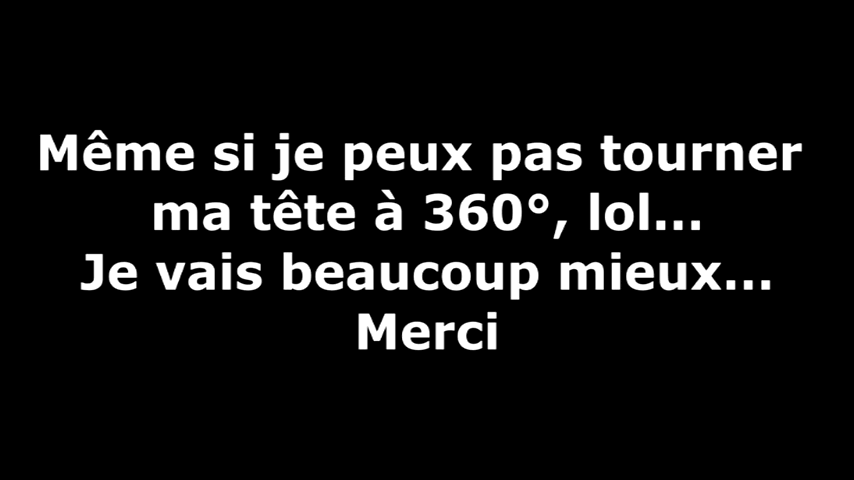 Même si je peux pas tourner
ma tête à 360°, lol...
Je vais beaucoup mieux...
Merci